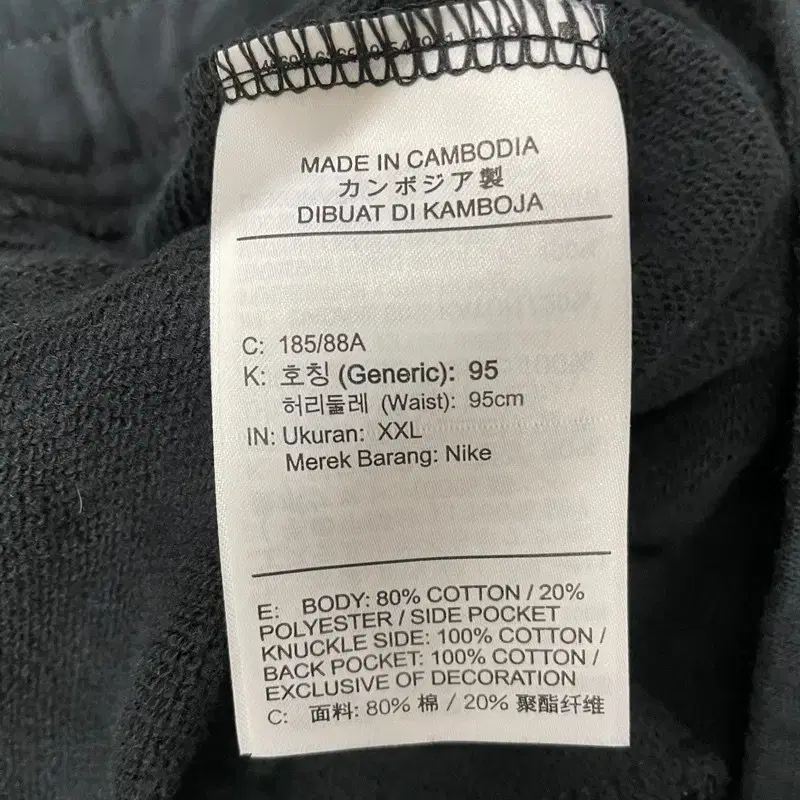 MADE IN CAMBODIA
カンボジア製
DIBUAT DI KAMBOJA
C: 185/88A
K: 호칭 (Generic): 95
허리둘레 (Waist): 95cm
IN: Ukuran: XXL
Merek Barang: Nike
E: BODY: 80% COTTON / 20%
POLYESTER / SIDE POCKET
KNUCKLE SIDE: 100% COTTON /
BACK POCKET: 100% COTTON /
EXCLUSIVE OF DECORATION
C: 面料: 80% 棉 / 20% 聚酯纤维